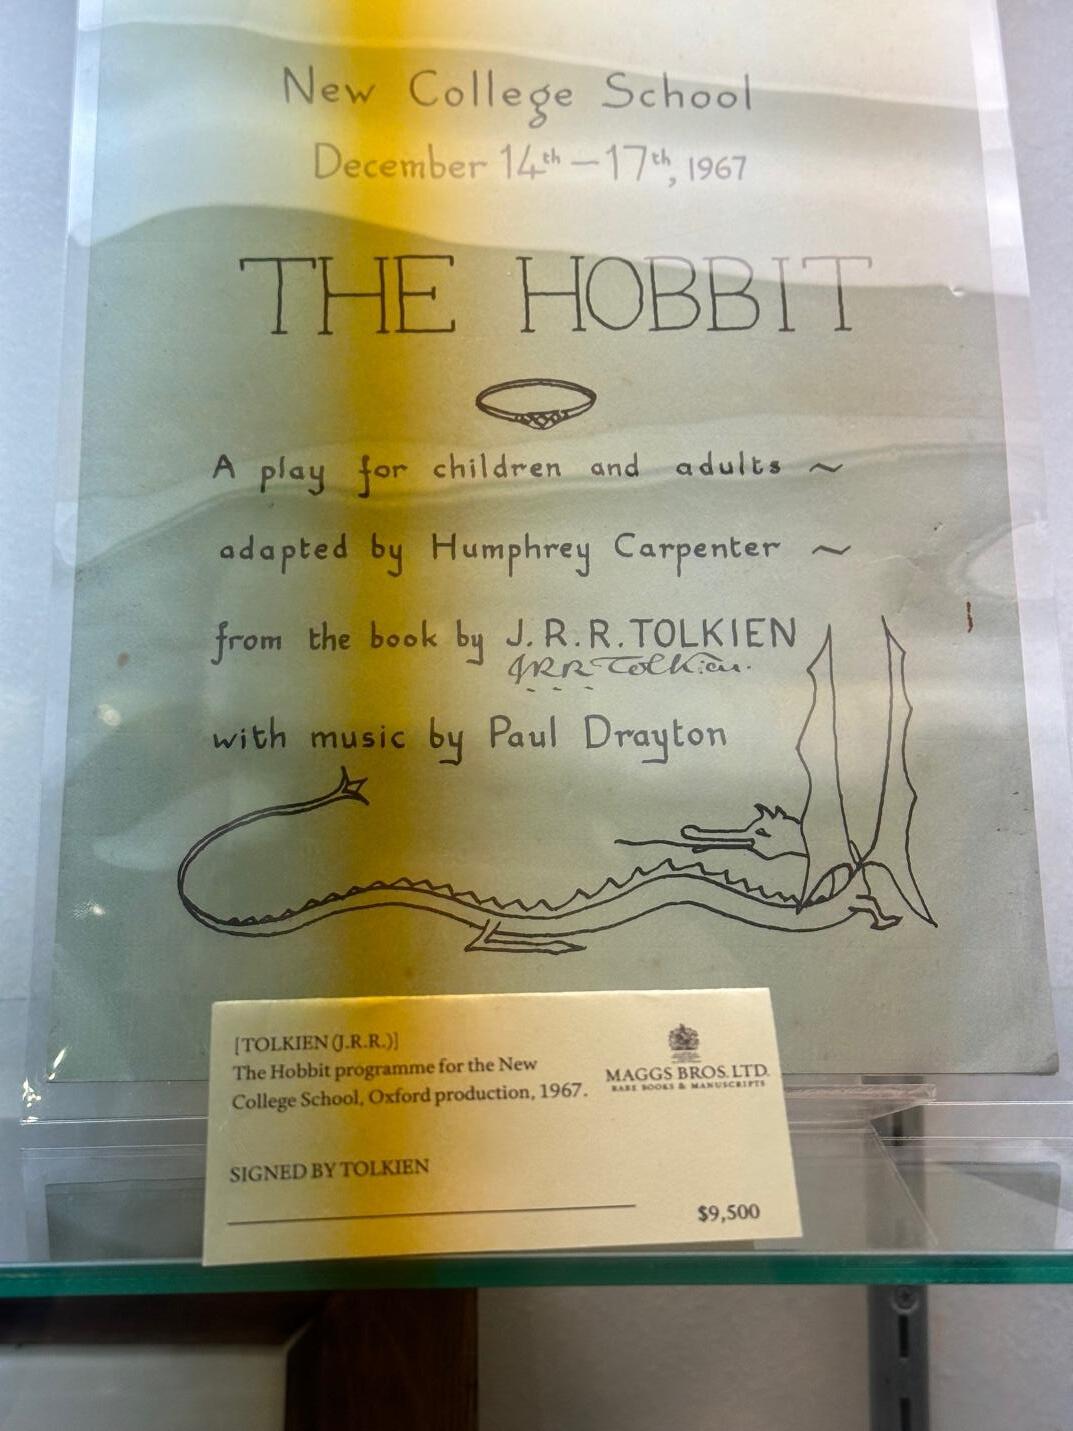 New College School
December 14th – 17th, 1967
THE HOBBIT
A play for children and adults ~
adapted by Humphrey Carpenter ~
from the book by J.R.R. TOLKIEN
JRR Tolkien.
with music by Paul Drayton
[TOLKIEN (J.R.R.)]
The Hobbit programme for the New
College School, Oxford production, 1967.
MAGGS BROS. LTD.
RARE BOOKS & MANUSCRIPTS
SIGNED BY TOLKIEN
$9,500